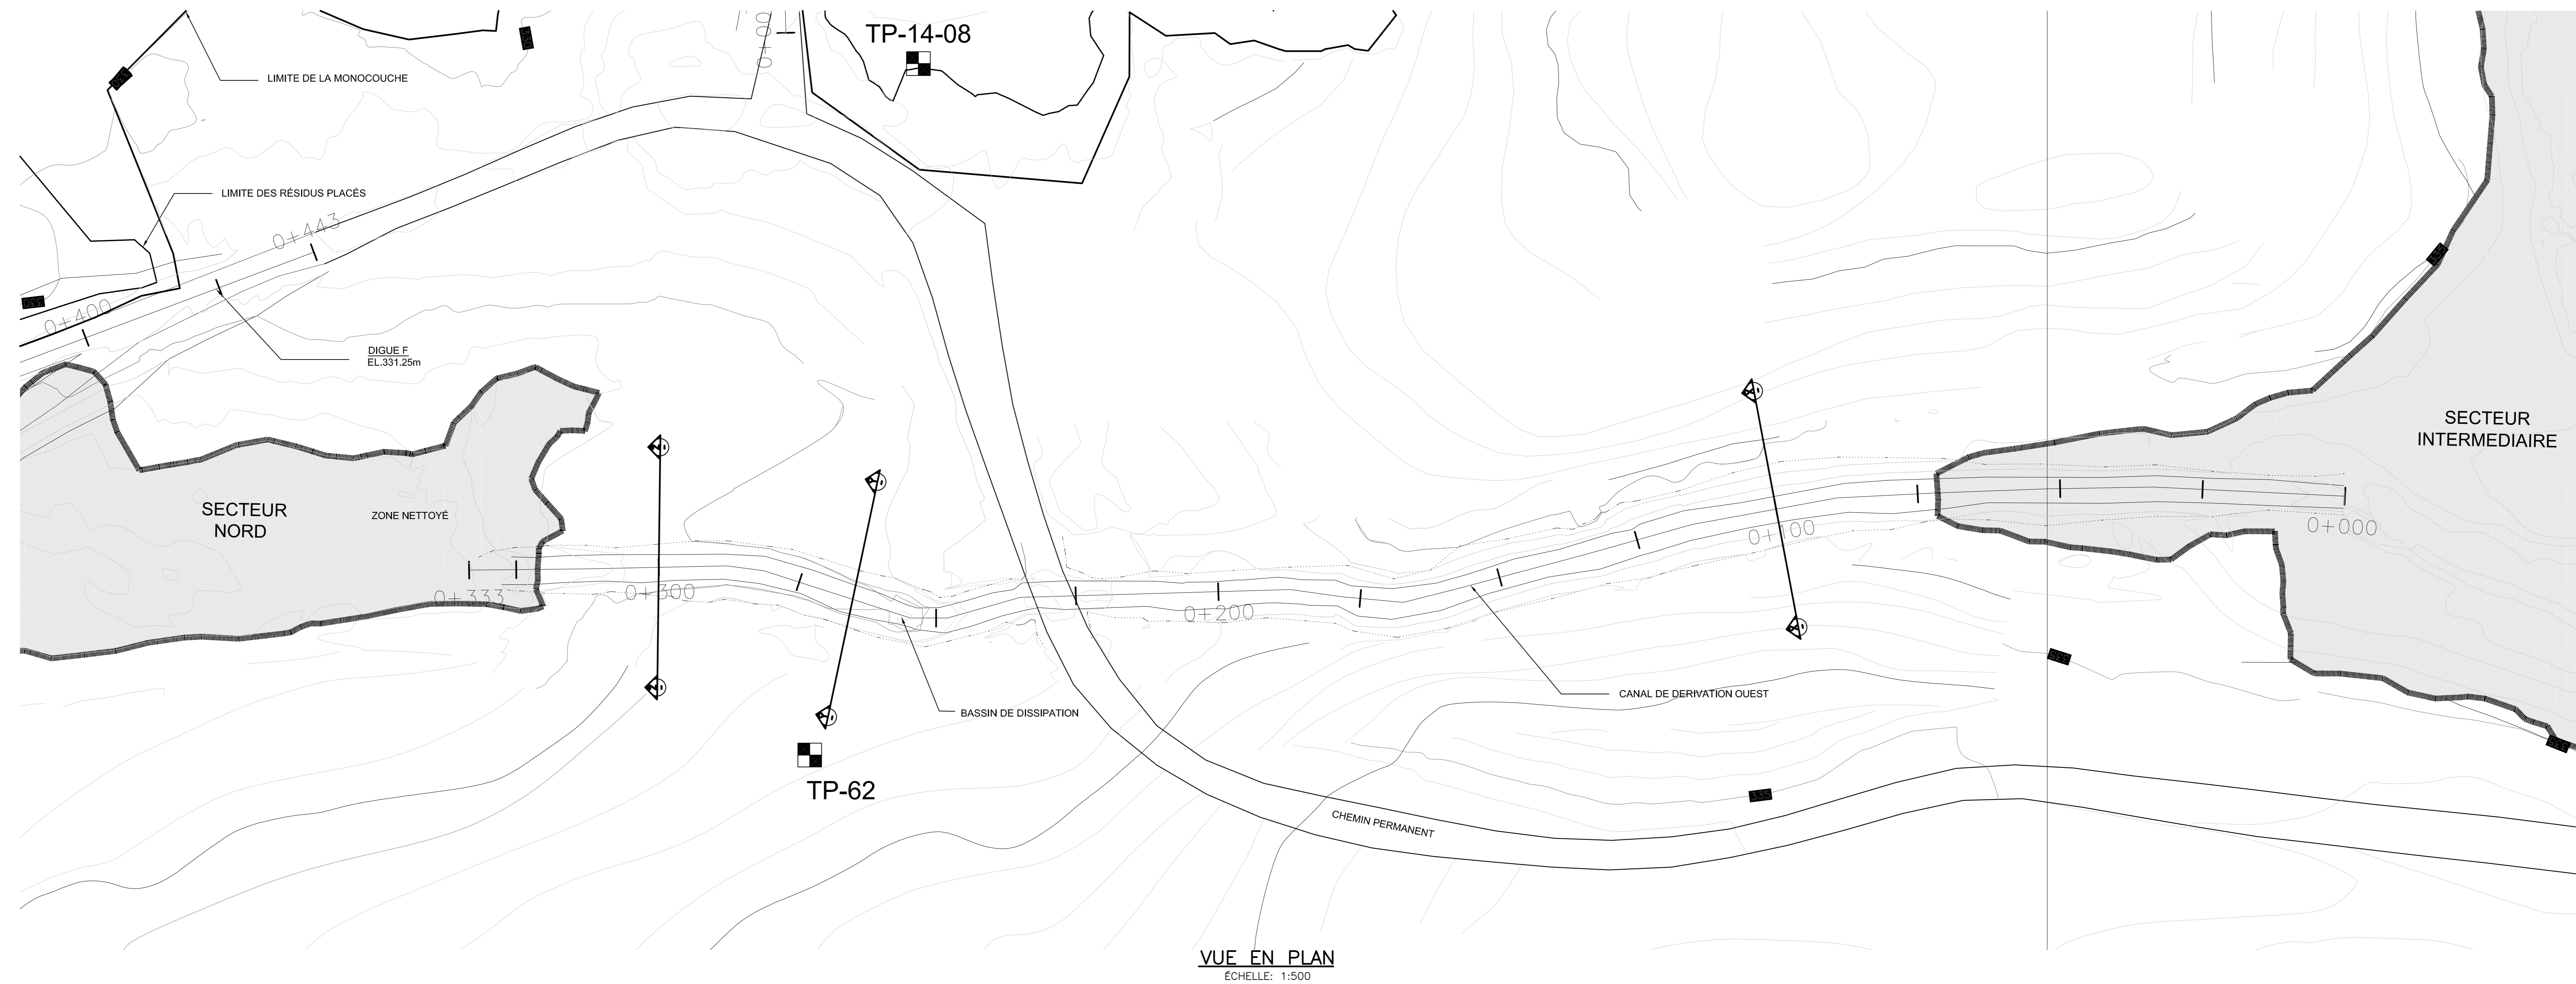 TP-14-08
LIMITE DE LA MONOCOUCHE
LIMITE DES RÉSIDUS PLACÉS
0+443
0+400
DIGUE F
EL.331.25m
SECTEUR
INTERMEDIAIRE
SECTEUR
NORD
ZONE NETTOYÉ
0+000
0+100
0+333
0+300
0+200
CANAL DE DERIVATION OUEST
BASSIN DE DISSIPATION
TP-62
335
CHEMIN PERMANENT
VUE EN PLAN
ÉCHELLE: 1:500